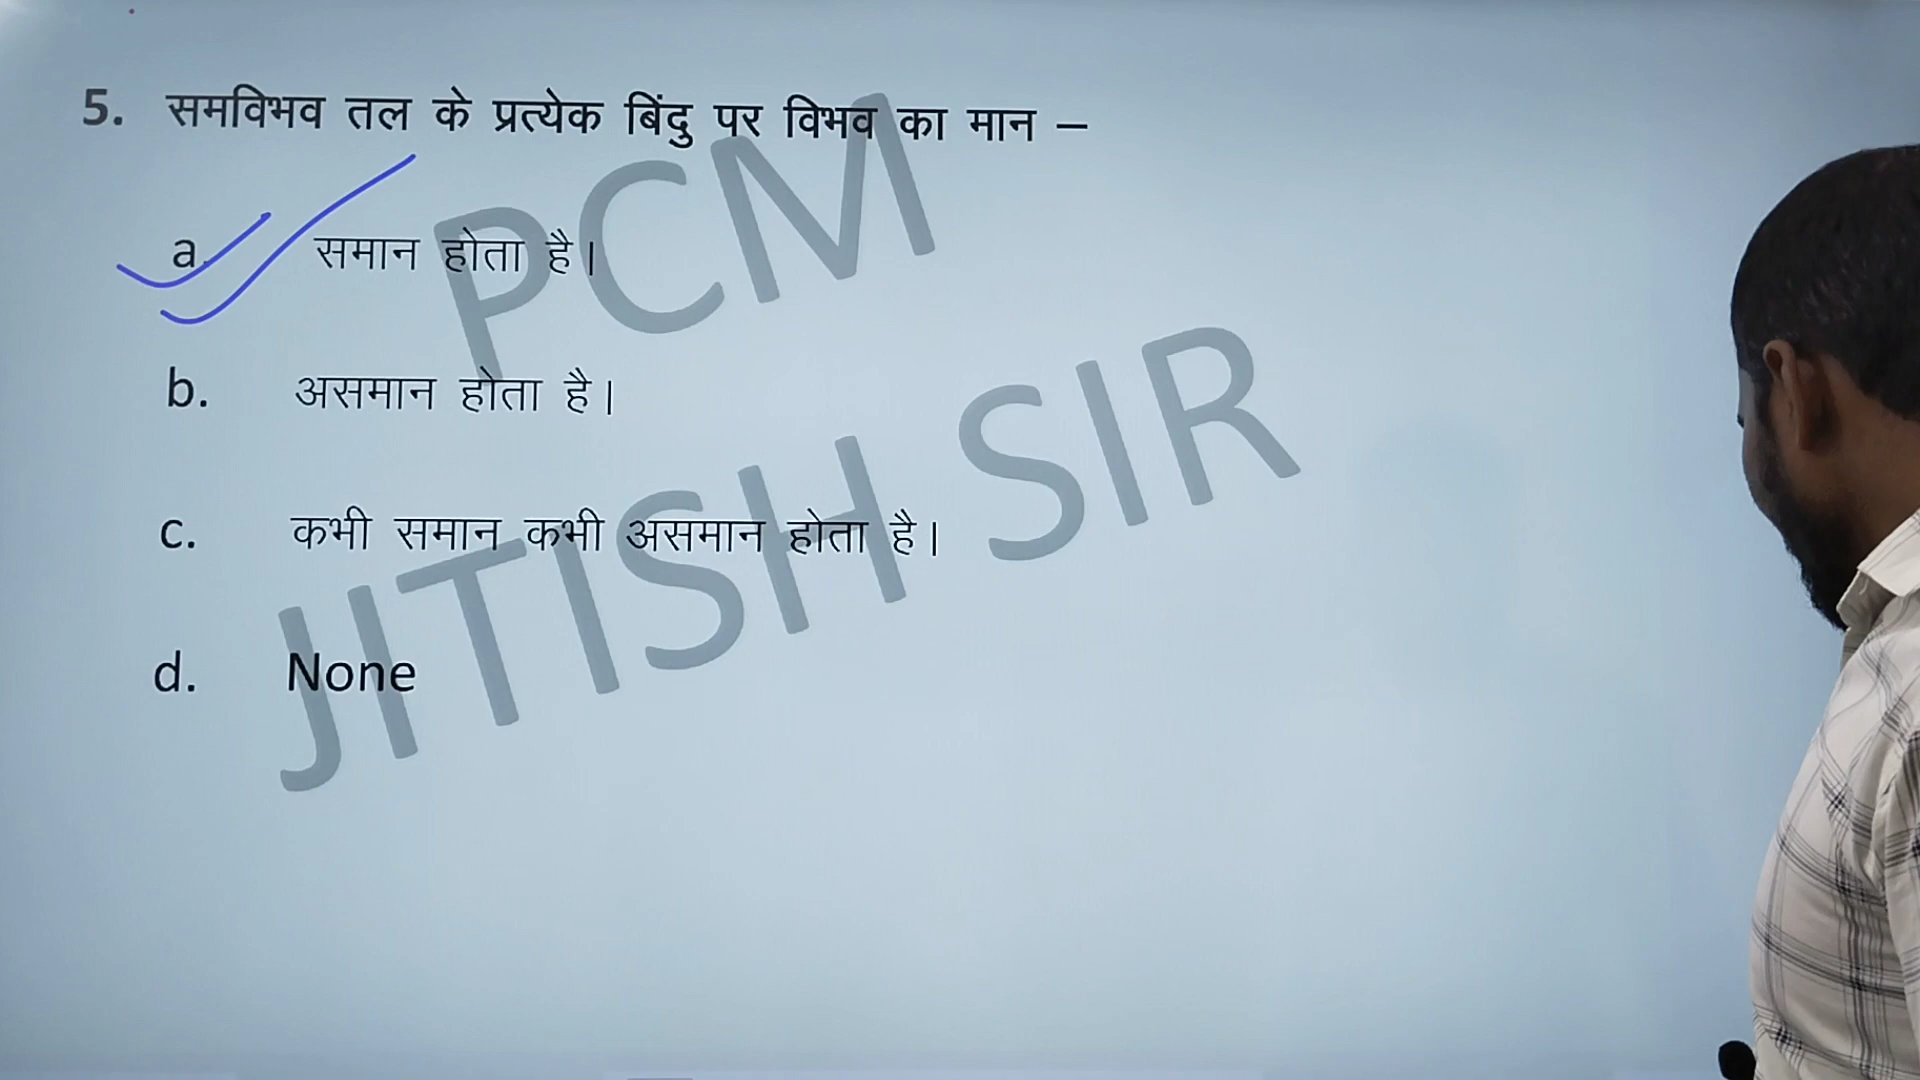 5. समविभव तल के प्रत्येक बिंदु पर विभव का मान –
a. समान होता है।
b. असमान होता है।
c. कभी समान कभी असमान होता है।
d. None
PCM
JITISH SIR